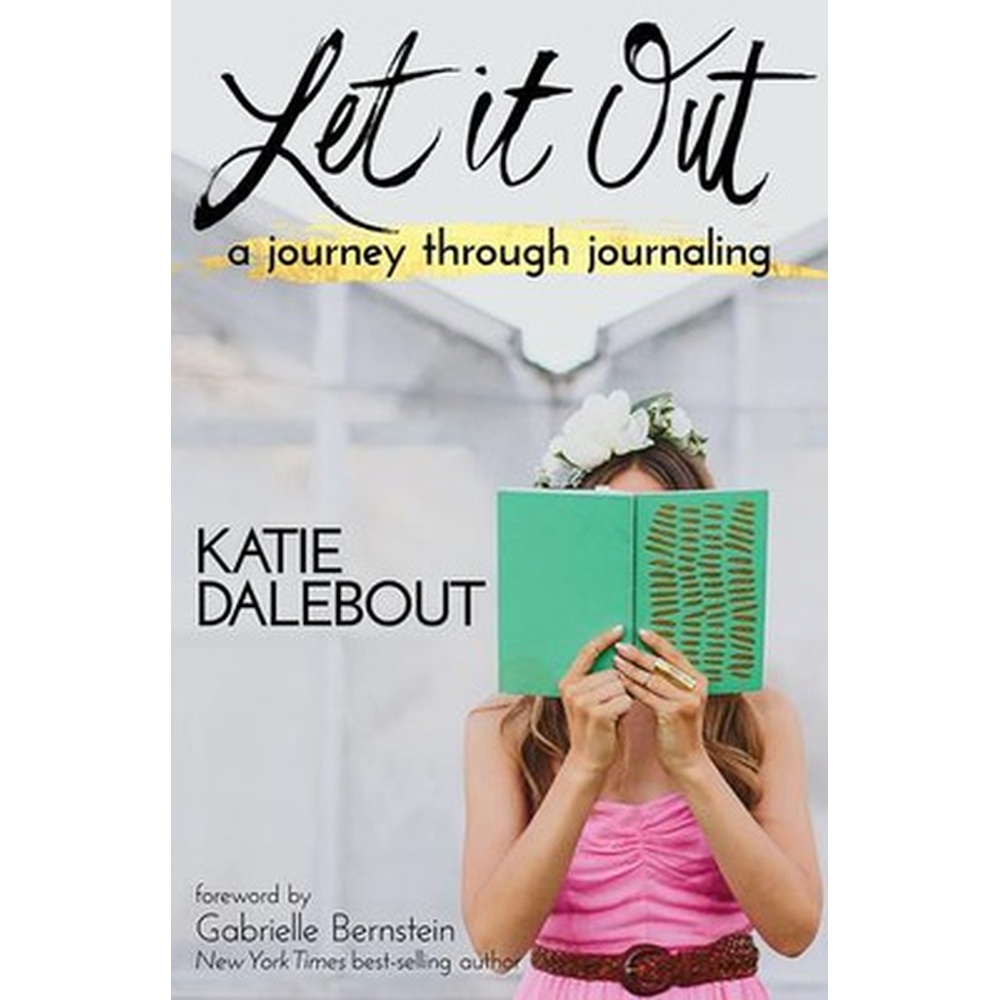 Let it Out
a journey through journaling
KATIE
DALEBOUT
foreword by
Gabrielle Bernstein
New York Times best-selling author